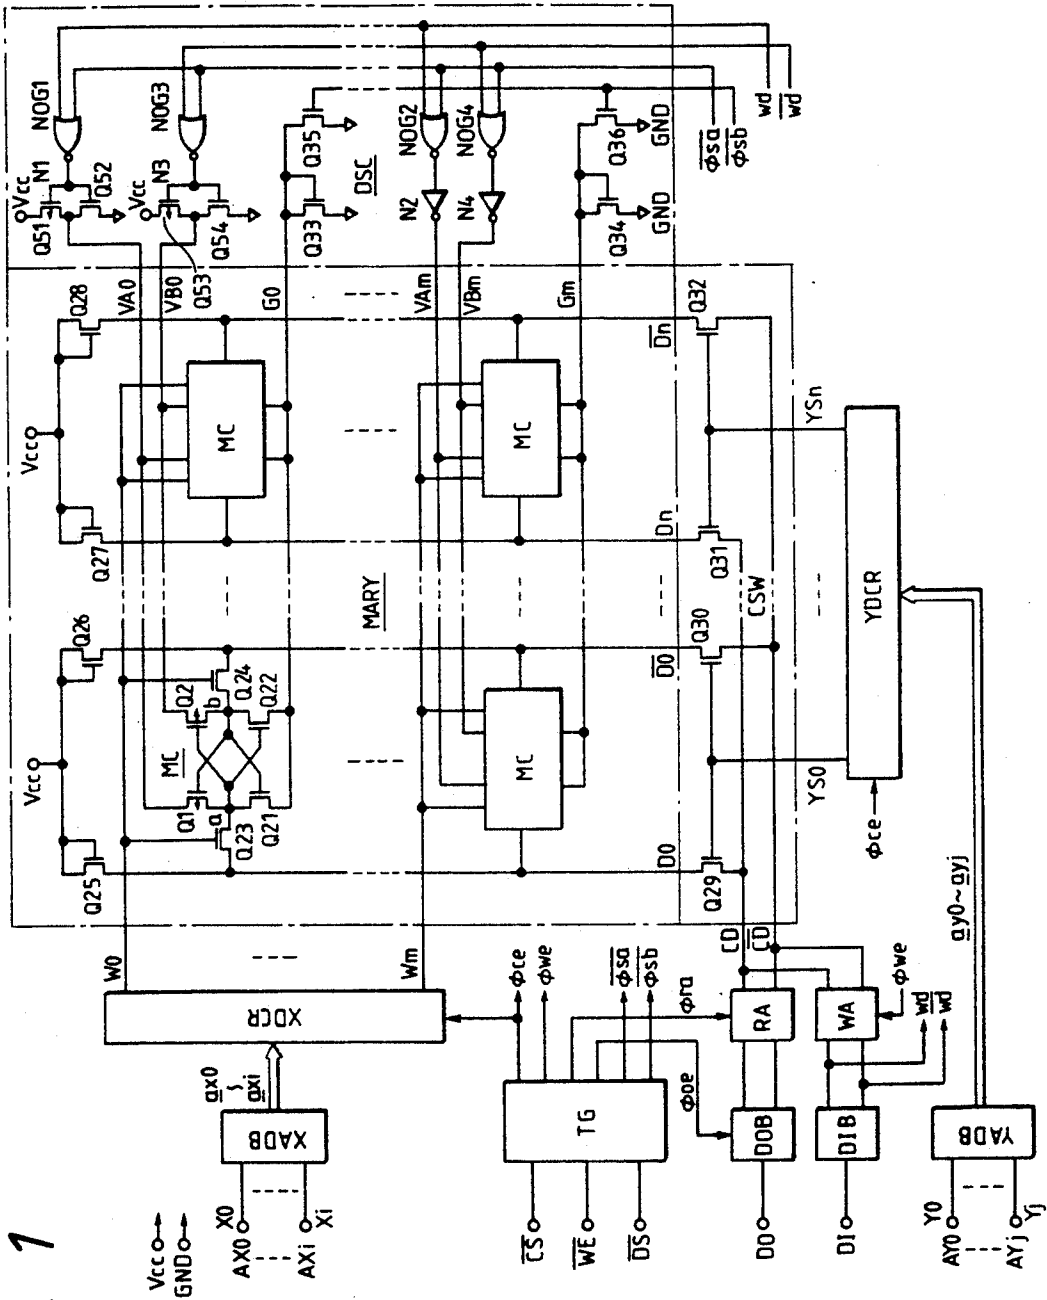 1
Vcc
GND
X0
AX0
AXi
Xi
XADB
ax0
~
axi
XDCR
W0
Wm
CS
WE
DS
TG
φce
φwe
φsa
φsb
φra
φoe
DO
DOB
RA
DI
DIB
WA
φwe
wd
wd
CD
CD
Y0
AY0
AYj
Yj
YADB
ay0~ayj
YDCR
φce
YS0
YSn
Vcc
Q25
Q26
Vcc
Q27
Q28
MC
Q1
Q2
a
b
Q23
Q24
Q21
Q22
MC
MARY
MC
MC
D0
D0
Dn
Dn
Q29
Q30
CSW
Q31
Q32
VA0
VB0
G0
VAm
VBm
Gm
Vcc
Q51
N1
Q52
NOG1
Vcc
N3
NOG3
Q53
Q54
Q33
Q35
DSC
N2
NOG2
N4
NOG4
Q34
Q36
GND
GND
φsa
φsb
wd
wd